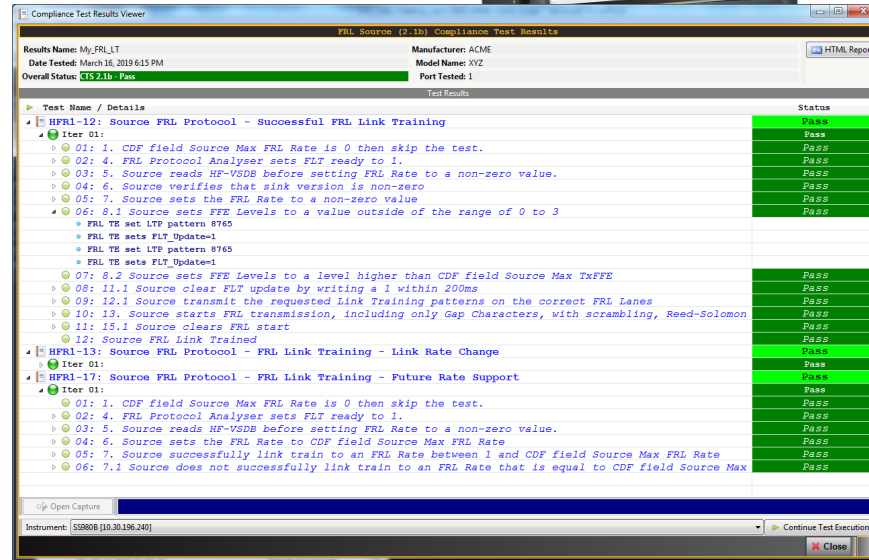 Compliance Test Results Viewer
FRL Source (2.1b) Compliance Test Results
Results Name: My_FRL_LT
Manufacturer: ACME
HTML Repor
Date Tested: March 16, 2019 6:15 PM
Model Name: XYZ
Overall Status: CTS 2.1b - Pass
Port Tested: 1
Test Results
Test Name / Details Status
HFR1-12: Source FRL Protocol - Successful FRL Link Training Pass
Iter 01: Pass
01: 1. CDF field Source Max FRL Rate is 0 then skip the test. Pass
02: 4. FRL Protocol Analyser sets FLT ready to 1. Pass
03: 5. Source reads HF-VSDB before setting FRL Rate to a non-zero value. Pass
04: 6. Source verifies that sink version is non-zero Pass
05: 7. Source sets the FRL Rate to a non-zero value Pass
06: 8.1 Source sets FFE Levels to a value outside of the range of 0 to 3 Pass
FRL TE set LTP pattern 8765
FRL TE sets FLT_Update=1
FRL TE set LTP pattern 8765
FRL TE sets FLT_Update=1
07: 8.2 Source sets FFE Levels to a level higher than CDF field Source Max TxFFE Pass
08: 11.1 Source clear FLT update by writing a 1 within 200ms Pass
09: 12.1 Source transmit the requested Link Training patterns on the correct FRL Lanes Pass
10: 13. Source starts FRL transmission, including only Gap Characters, with scrambling, Reed-Solomon Pass
11: 15.1 Source clears FRL start Pass
12: Source FRL Link Trained Pass
HFR1-13: Source FRL Protocol - FRL Link Training - Link Rate Change Pass
Iter 01: Pass
HFR1-17: Source FRL Protocol - FRL Link Training - Future Rate Support Pass
Iter 01: Pass
01: 1. CDF field Source Max FRL Rate is 0 then skip the test. Pass
02: 4. FRL Protocol Analyser sets FLT ready to 1. Pass
03: 5. Source reads HF-VSDB before setting FRL Rate to a non-zero value. Pass
04: 6. Source sets the FRL Rate to CDF field Source Max FRL Rate Pass
05: 7. Source successfully link train to an FRL Rate between 1 and CDF field Source Max FRL Rate Pass
06: 7.1 Source does not successfully link train to an FRL Rate that is equal to CDF field Source Max Pass
Open Capture
Instrument: SS980B [10.30.196.240]
Continue Test Execution
Close